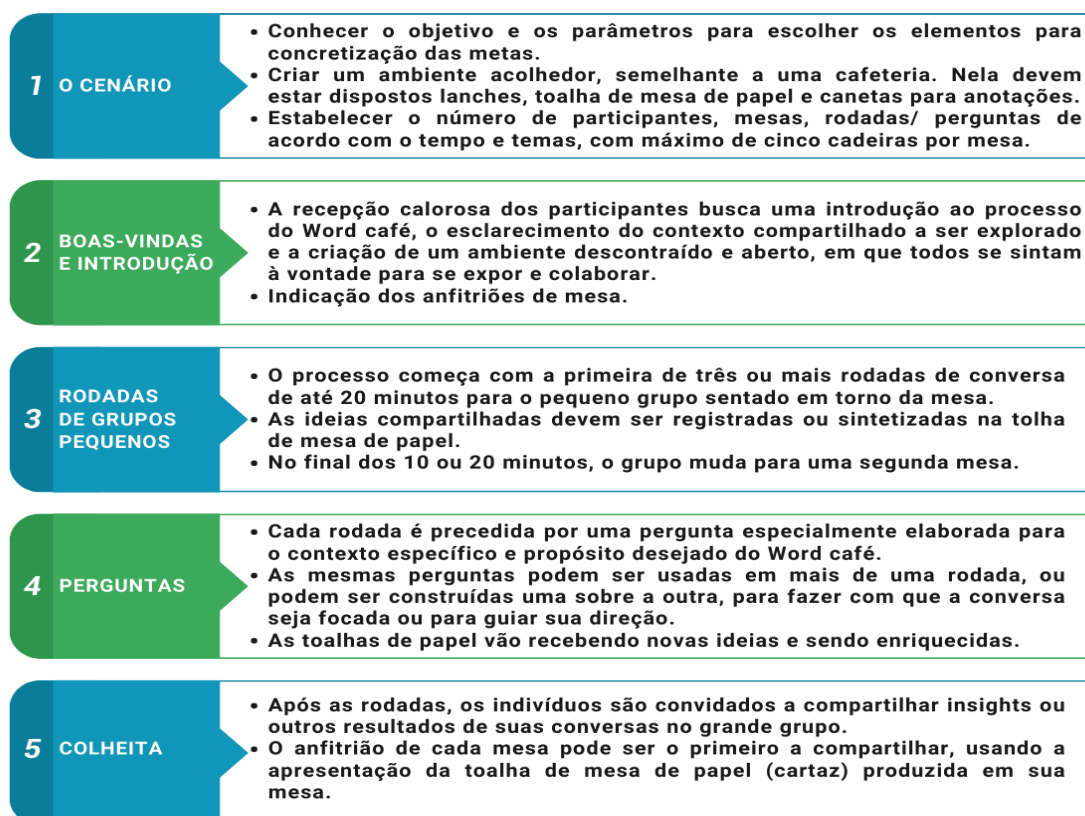 1 O CENÁRIO
• Conhecer o objetivo e os parâmetros para escolher os elementos para
concretização das metas.
• Criar um ambiente acolhedor, semelhante a uma cafeteria. Nela devem
estar dispostos lanches, toalha de mesa de papel e canetas para anotações.
• Estabelecer o número de participantes, mesas, rodadas/ perguntas de
acordo com o tempo e temas, com máximo de cinco cadeiras por mesa.
2 BOAS-VINDAS
E INTRODUÇÃO
• A recepção calorosa dos participantes busca uma introdução ao processo
do Word café, o esclarecimento do contexto compartilhado a ser explorado
e a criação de um ambiente descontraído e aberto, em que todos se sintam
à vontade para se expor e colaborar.
• Indicação dos anfitriões de mesa.
3 RODADAS
DE GRUPOS
PEQUENOS
• O processo começa com a primeira de três ou mais rodadas de conversa
de até 20 minutos para o pequeno grupo sentado em torno da mesa.
• As ideias compartilhadas devem ser registradas ou sintetizadas na tolha
de mesa de papel.
• No final dos 10 ou 20 minutos, o grupo muda para uma segunda mesa.
4 PERGUNTAS
• Cada rodada é precedida por uma pergunta especialmente elaborada para
o contexto específico e propósito desejado do Word café.
• As mesmas perguntas podem ser usadas em mais de uma rodada, ou
podem ser construídas uma sobre a outra, para fazer com que a conversa
seja focada ou para guiar sua direção.
• As toalhas de papel vão recebendo novas ideias e sendo enriquecidas.
5 COLHEITA
• Após as rodadas, os indivíduos são convidados a compartilhar insights ou
outros resultados de suas conversas no grande grupo.
• O anfitrião de cada mesa pode ser o primeiro a compartilhar, usando a
apresentação da toalha de mesa de papel (cartaz) produzida em sua
mesa.